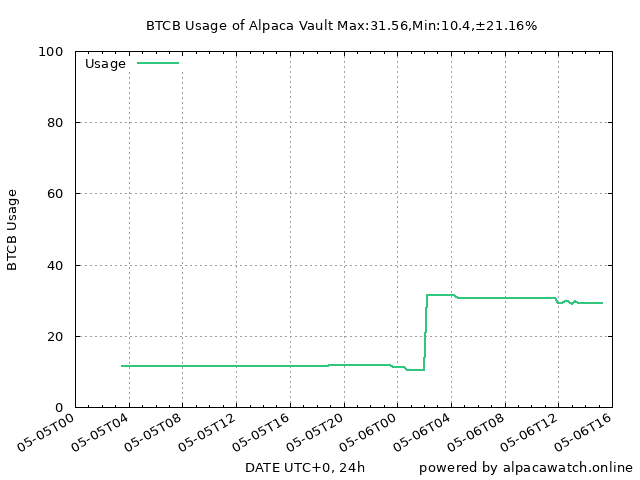 BTCB Usage of Alpaca Vault Max:31.56,Min:10.4,±21.16%
Usage
100
80
60
40
20
0
BTCB Usage
05-05T00
05-05T04
05-05T08
05-05T12
05-05T16
05-05T20
05-06T00
05-06T04
05-06T08
05-06T12
05-06T16
DATE UTC+0, 24h
powered by alpacawatch.online